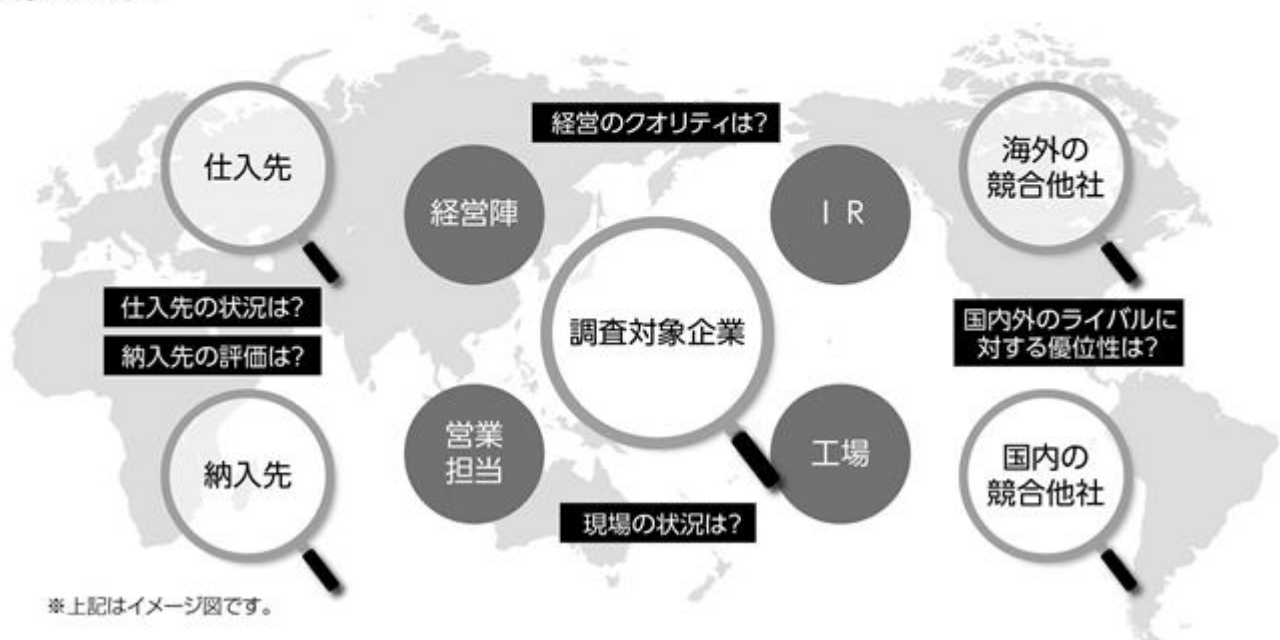 経営のクオリティは?
仕入先
海外の
競合他社
経営陣
I R
調査対象企業
仕入先の状況は?
納入先の評価は?
国内外のライバルに
対する優位性は?
営業
担当
工場
納入先
国内の
競合他社
現場の状況は?
※上記はイメージ図です。